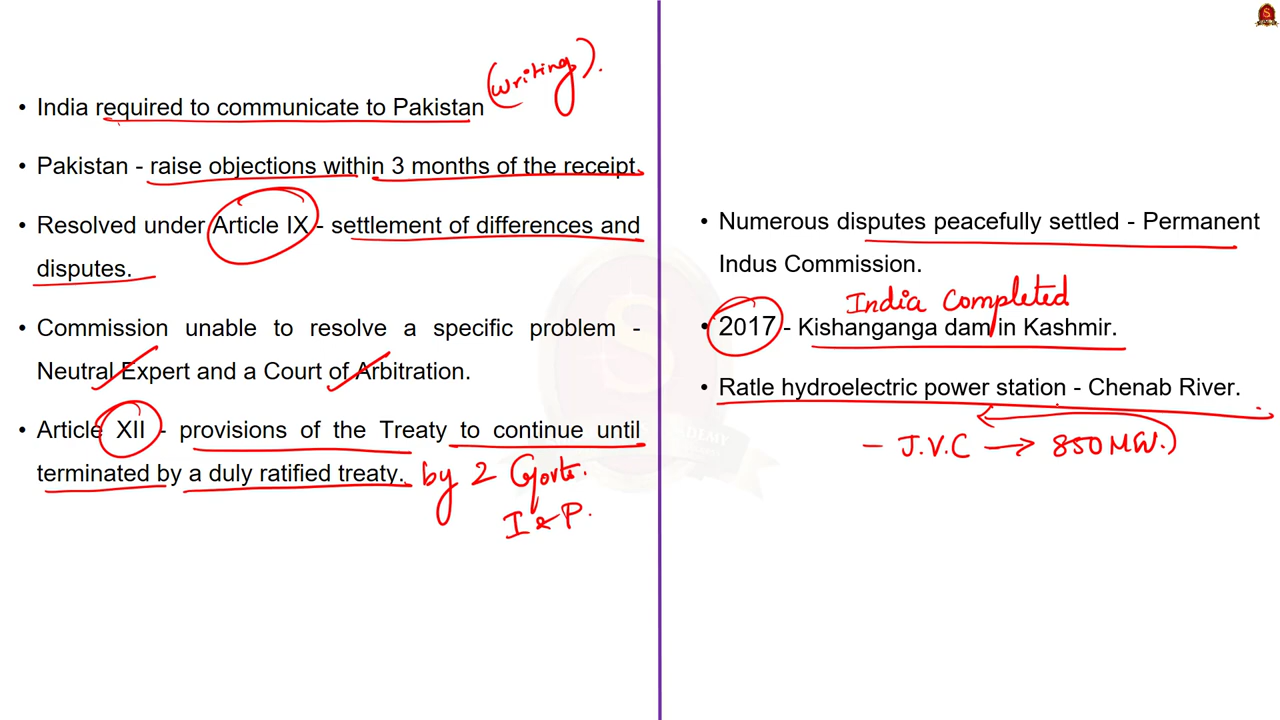 (writing).
• India required to communicate to Pakistan
• Pakistan - raise objections within 3 months of the receipt.
• Resolved under Article IX - settlement of differences and
disputes.
• Commission unable to resolve a specific problem -
Neutral Expert and a Court of Arbitration.
• Article XII - provisions of the Treaty to continue until
terminated by a duly ratified treaty. by 2 Govts.
I & P.
• Numerous disputes peacefully settled - Permanent
Indus Commission.
India Completed
• 2017 - Kishanganga dam in Kashmir.
• Ratle hydroelectric power station - Chenab River.
- J.V.C → 850MW.)